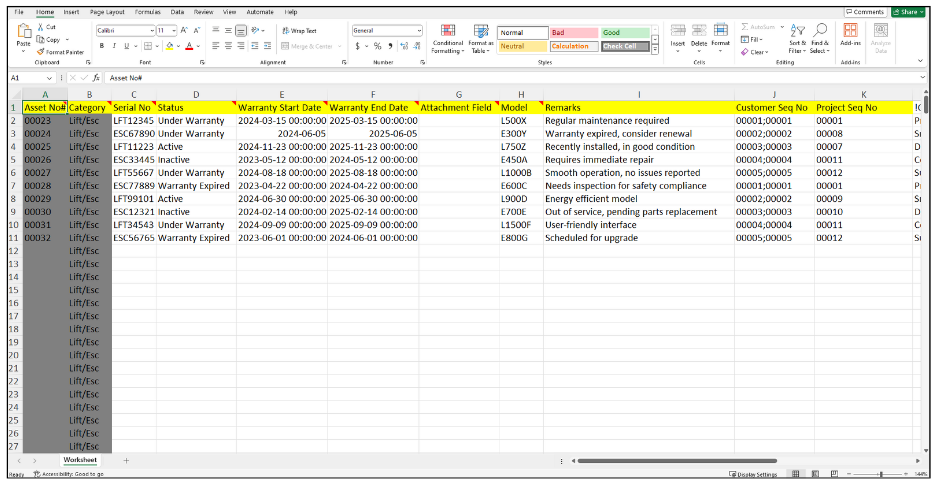 File Home Insert Page Layout Formulas Data Review View Automate Help Comments Share
Paste Cut Copy Format Painter Clipboard
Calibri 11 A A B I U A Font
Wrap Text Merge & Center Alignment
General $ % Number
Conditional Formatting Format as Table
Normal Bad Good
Neutral Calculation Check Cell
Styles
Insert Delete Format Cells
AutoSum Fill Clear Sort & Filter Find & Select Editing
Add-ins Add-ins
Analyze Data
A1 fx Asset No#
A B C D E F G H I J K
1 Asset No# Category Serial No Status Warranty Start Date Warranty End Date Attachment Field Model Remarks Customer Seq No Project Seq No
2 00023 Lift/Esc LFT12345 Under Warranty 2024-03-15 00:00:00 2025-03-15 00:00:00 L500X Regular maintenance required 00001;00001 00001
3 00024 Lift/Esc ESC67890 Under Warranty 2024-06-05 2025-06-05 E300Y Warranty expired, consider renewal 00002;00002 00008
4 00025 Lift/Esc LFT11223 Active 2024-11-23 00:00:00 2025-11-23 00:00:00 L750Z Recently installed, in good condition 00003;00003 00007
5 00026 Lift/Esc ESC33445 Inactive 2023-05-12 00:00:00 2024-05-12 00:00:00 E450A Requires immediate repair 00004;00004 00011
6 00027 Lift/Esc LFT55667 Under Warranty 2024-08-18 00:00:00 2025-08-18 00:00:00 L1000B Smooth operation, no issues reported 00005;00005 00012
7 00028 Lift/Esc ESC77889 Warranty Expired 2023-04-22 00:00:00 2024-04-22 00:00:00 E600C Needs inspection for safety compliance 00001;00001 00001
8 00029 Lift/Esc LFT99101 Active 2024-06-30 00:00:00 2025-06-30 00:00:00 L900D Energy efficient model 00002;00002 00009
9 00030 Lift/Esc ESC12321 Inactive 2024-02-14 00:00:00 2025-02-14 00:00:00 E700E Out of service, pending parts replacement 00003;00003 00010
10 00031 Lift/Esc LFT34543 Under Warranty 2024-09-09 00:00:00 2025-09-09 00:00:00 L1500F User-friendly interface 00004;00004 00011
11 00032 Lift/Esc ESC56765 Warranty Expired 2023-06-01 00:00:00 2024-06-01 00:00:00 E800G Scheduled for upgrade 00005;00005 00012
12 Lift/Esc
13 Lift/Esc
14 Lift/Esc
15 Lift/Esc
16 Lift/Esc
17 Lift/Esc
18 Lift/Esc
19 Lift/Esc
20 Lift/Esc
21 Lift/Esc
22 Lift/Esc
23 Lift/Esc
24 Lift/Esc
25 Lift/Esc
26 Lift/Esc
27 Lift/Esc
Worksheet
Ready Accessibility: Good to go Display Settings 144%